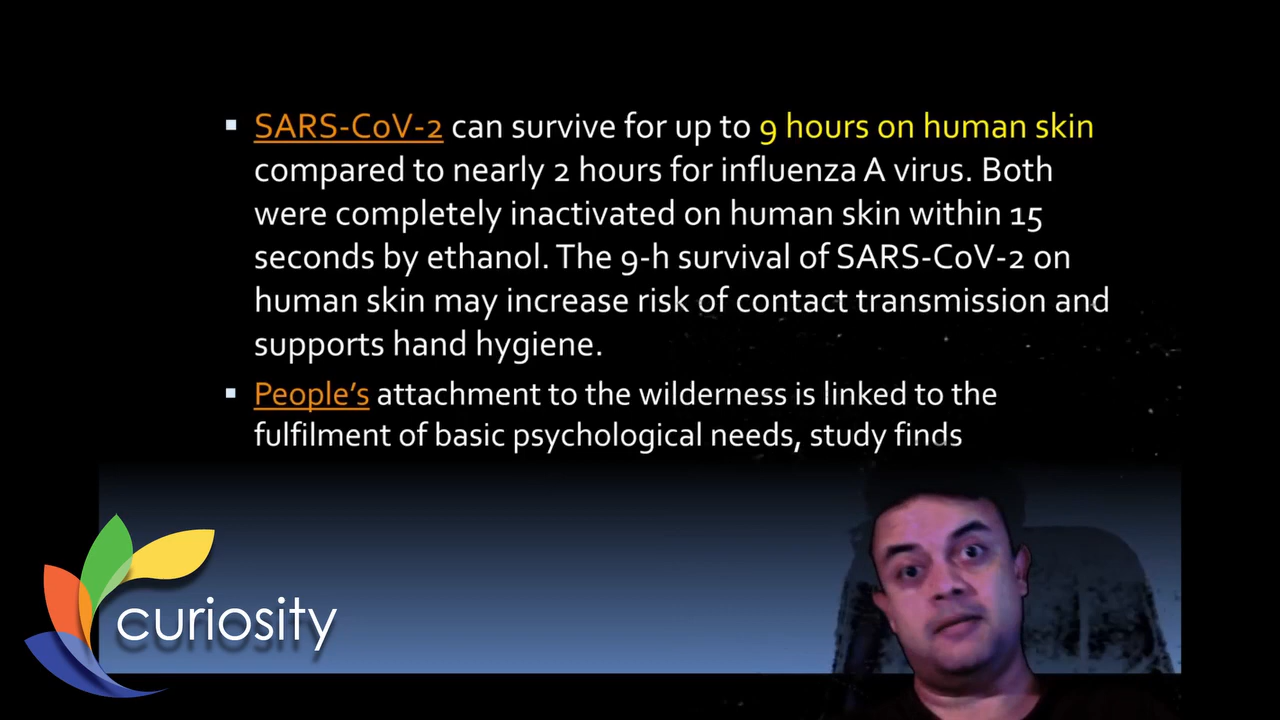 SARS-CoV-2 can survive for up to 9 hours on human skin
compared to nearly 2 hours for influenza A virus. Both
were completely inactivated on human skin within 15
seconds by ethanol. The 9-h survival of SARS-CoV-2 on
human skin may increase risk of contact transmission and
supports hand hygiene.
People’s attachment to the wilderness is linked to the
fulfilment of basic psychological needs, study finds
curiosity